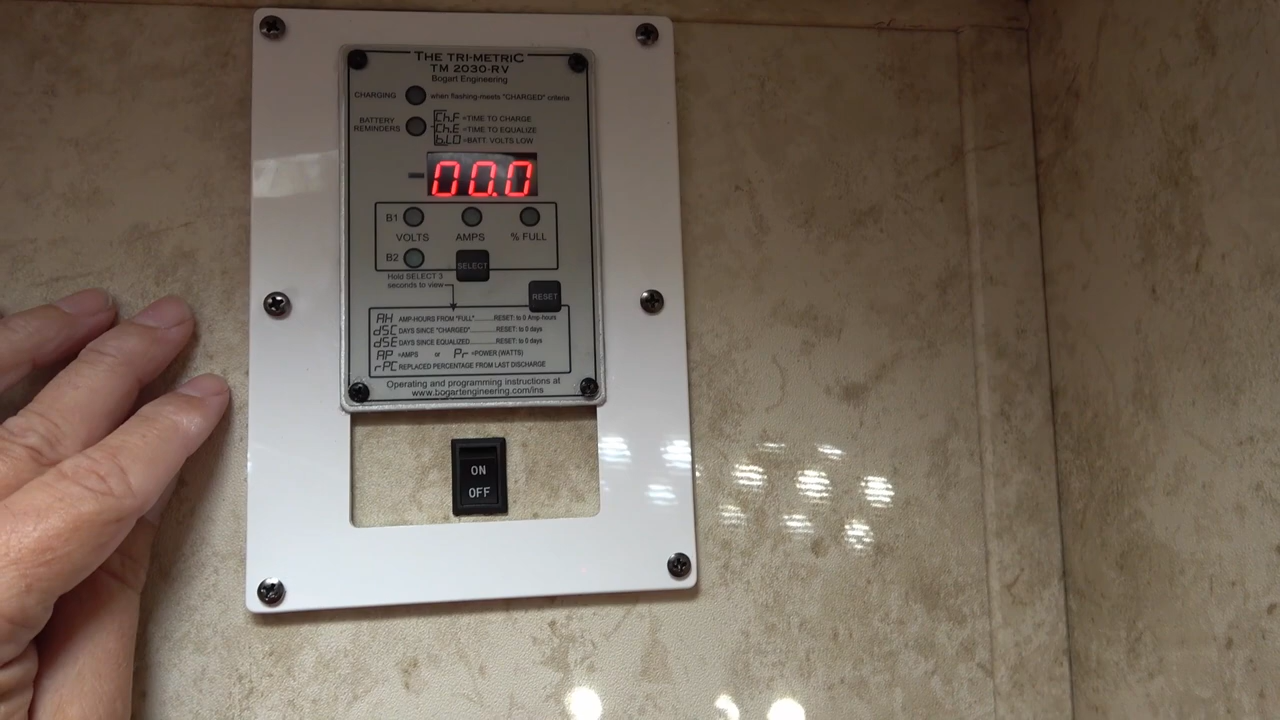 THE TRI-METRIC
TM 2030-RV
Bogart Engineering
CHARGING when flashing-meets "CHARGED" criteria
BATTERY REMINDERS
Ch.F =TIME TO CHARGE
Ch.E =TIME TO EQUALIZE
b.LO =BATT. VOLTS LOW
00.0
B1
VOLTS AMPS % FULL
B2
SELECT
Hold SELECT 3
seconds to view
RESET
AH AMP-HOURS FROM "FULL"..........RESET: to 0 Amp-hours
dSC DAYS SINCE "CHARGED"..........RESET: to 0 days
dSE DAYS SINCE EQUALIZED..........RESET: to 0 days
AP =AMPS or Pr =POWER (WATTS)
rPC REPLACED PERCENTAGE FROM LAST DISCHARGE
Operating and programming instructions at
www.bogartengineering.com/ins
ON
OFF